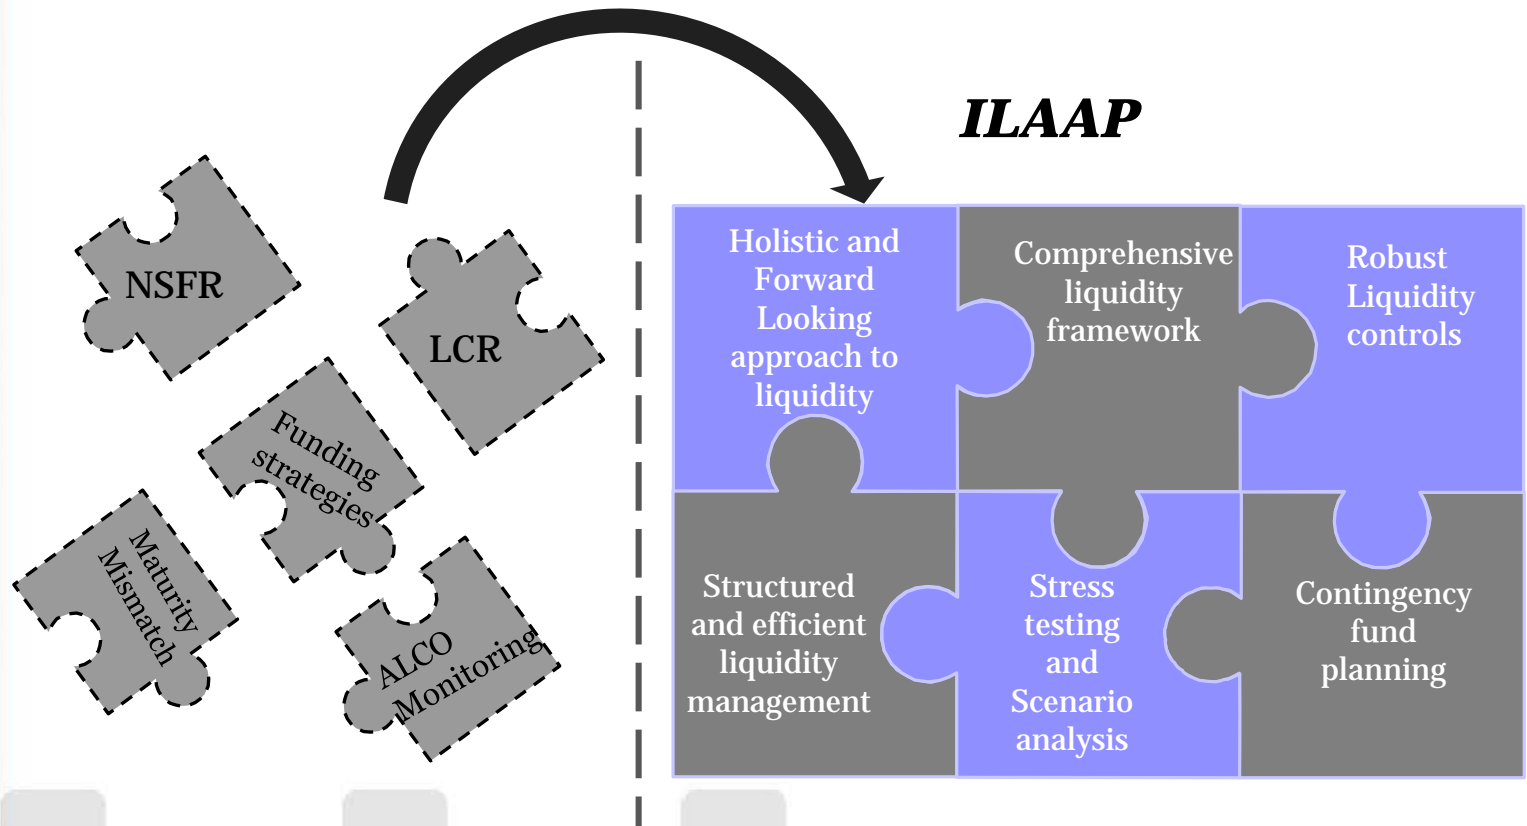 ILAAP
NSFR
LCR
Funding
strategies
Maturity
Mismatch
ALCO
Monitoring
Holistic and
Forward
Looking
approach to
liquidity
Comprehensive
liquidity
framework
Robust
Liquidity
controls
Structured
and efficient
liquidity
management
Stress
testing
and
Scenario
analysis
Contingency
fund
planning